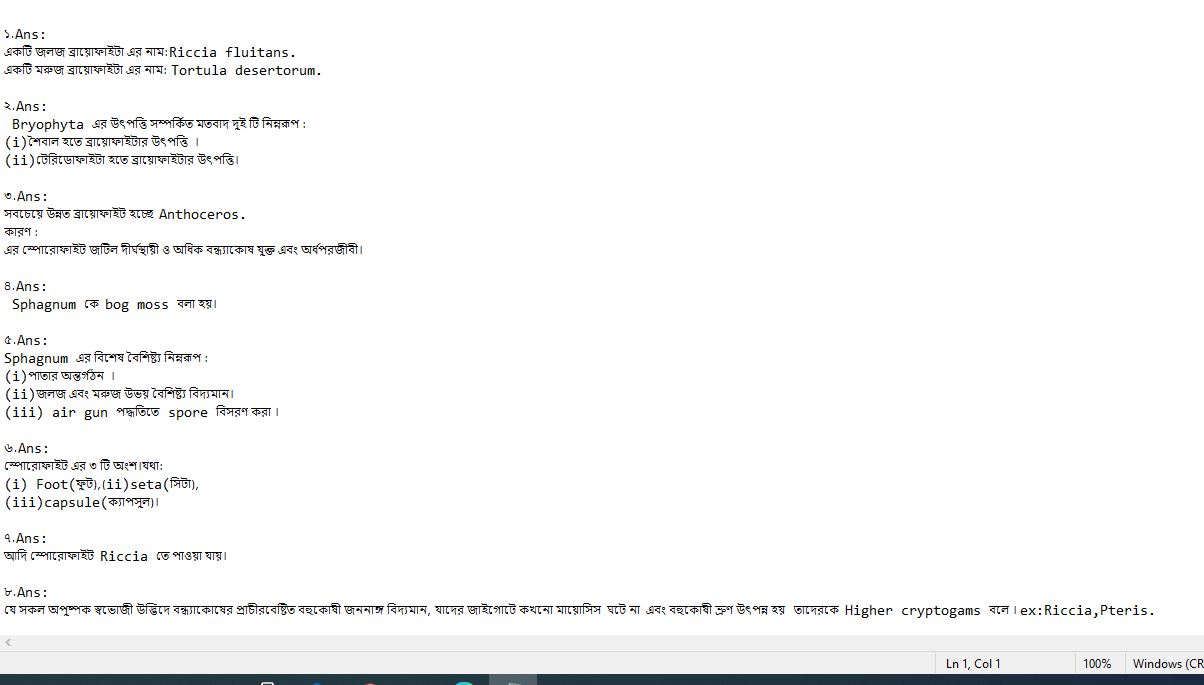 ১.Ans:
একটি জলজ ব্রায়োফাইটা এর নাম:Riccia fluitans.
একটি মরুজ ব্রায়োফাইটা এর নাম: Tortula desertorum.
২.Ans:
Bryophyta এর উৎপত্তি সম্পর্কিত মতবাদ দুই টি নিম্নরূপ :
(i)শৈবাল হতে ব্রায়োফাইটার উৎপত্তি ।
(ii)টেরিডোফাইটা হতে ব্রায়োফাইটার উৎপত্তি।
৩.Ans:
সবচেয়ে উন্নত ব্রায়োফাইট হচ্ছে Anthoceros.
কারণ :
এর স্পোরোফাইট জটিল দীর্ঘস্থায়ী ও অধিক বন্ধ্যাকোষ যুক্ত এবং অর্ধপরজীবী।
৪.Ans:
Sphagnum কে bog moss বলা হয়।
৫.Ans:
Sphagnum এর বিশেষ বৈশিষ্ট্য নিম্নরূপ :
(i)পাতার অন্তর্গঠন ।
(ii)জলজ এবং মরুজ উভয় বৈশিষ্ট্য বিদ্যমান।
(iii) air gun পদ্ধতিতে spore বিসরণ করা ।
৬.Ans:
স্পোরোফাইট এর ৩ টি অংশ।যথা:
(i) Foot(ফুট),(ii)seta(সিটা),
(iii)capsule(ক্যাপসুল)।
৭.Ans:
আদি স্পোরোফাইট Riccia তে পাওয়া যায়।
৮.Ans:
যে সকল অপুষ্পক স্বভোজী উদ্ভিদে বন্ধ্যাকোষের প্রাচীরবেষ্টিত বহুকোষী জননাঙ্গ বিদ্যমান, যাদের জাইগোটে কখনো মায়োসিস ঘটে না এবং বহুকোষী ভ্রুণ উৎপন্ন হয় তাদেরকে Higher cryptogams বলে ।ex:Riccia,Pteris.
Ln 1, Col 1 100% Windows (CR